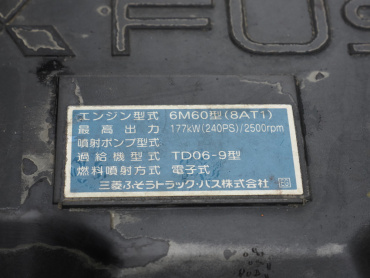 FUS
エンジン型式 6M60型(8AT1)
最高出力 177kW(240PS)/2500rpm
噴射ポンプ型式
過給機型式 TD06-9型
燃料噴射方式 電子式
三菱ふそうトラック・バス株式会社